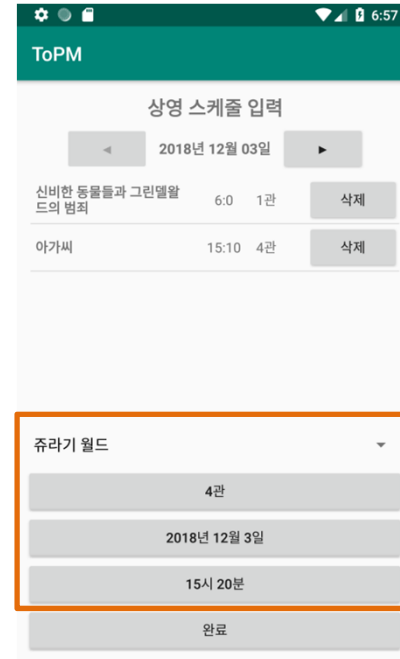 6:57
ToPM
상영 스케줄 입력
◄ 2018년 12월 03일 ►
신비한 동물들과 그린델왈
드의 범죄 6:0 1관 삭제
아가씨 15:10 4관 삭제
쥬라기 월드
4관
2018년 12월 3일
15시 20분
완료